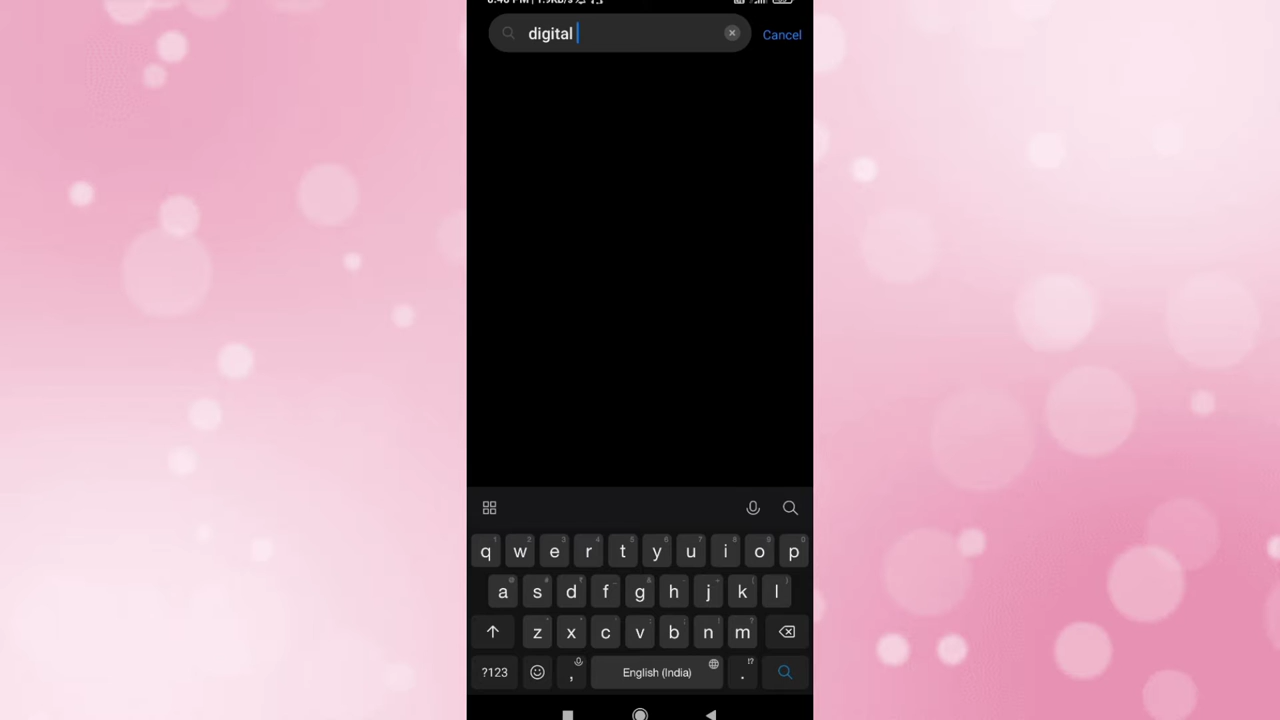 digital
Cancel
q w e r t y u i o p
a s d f g h j k l
z x c v b n m
?123 , English (India) .